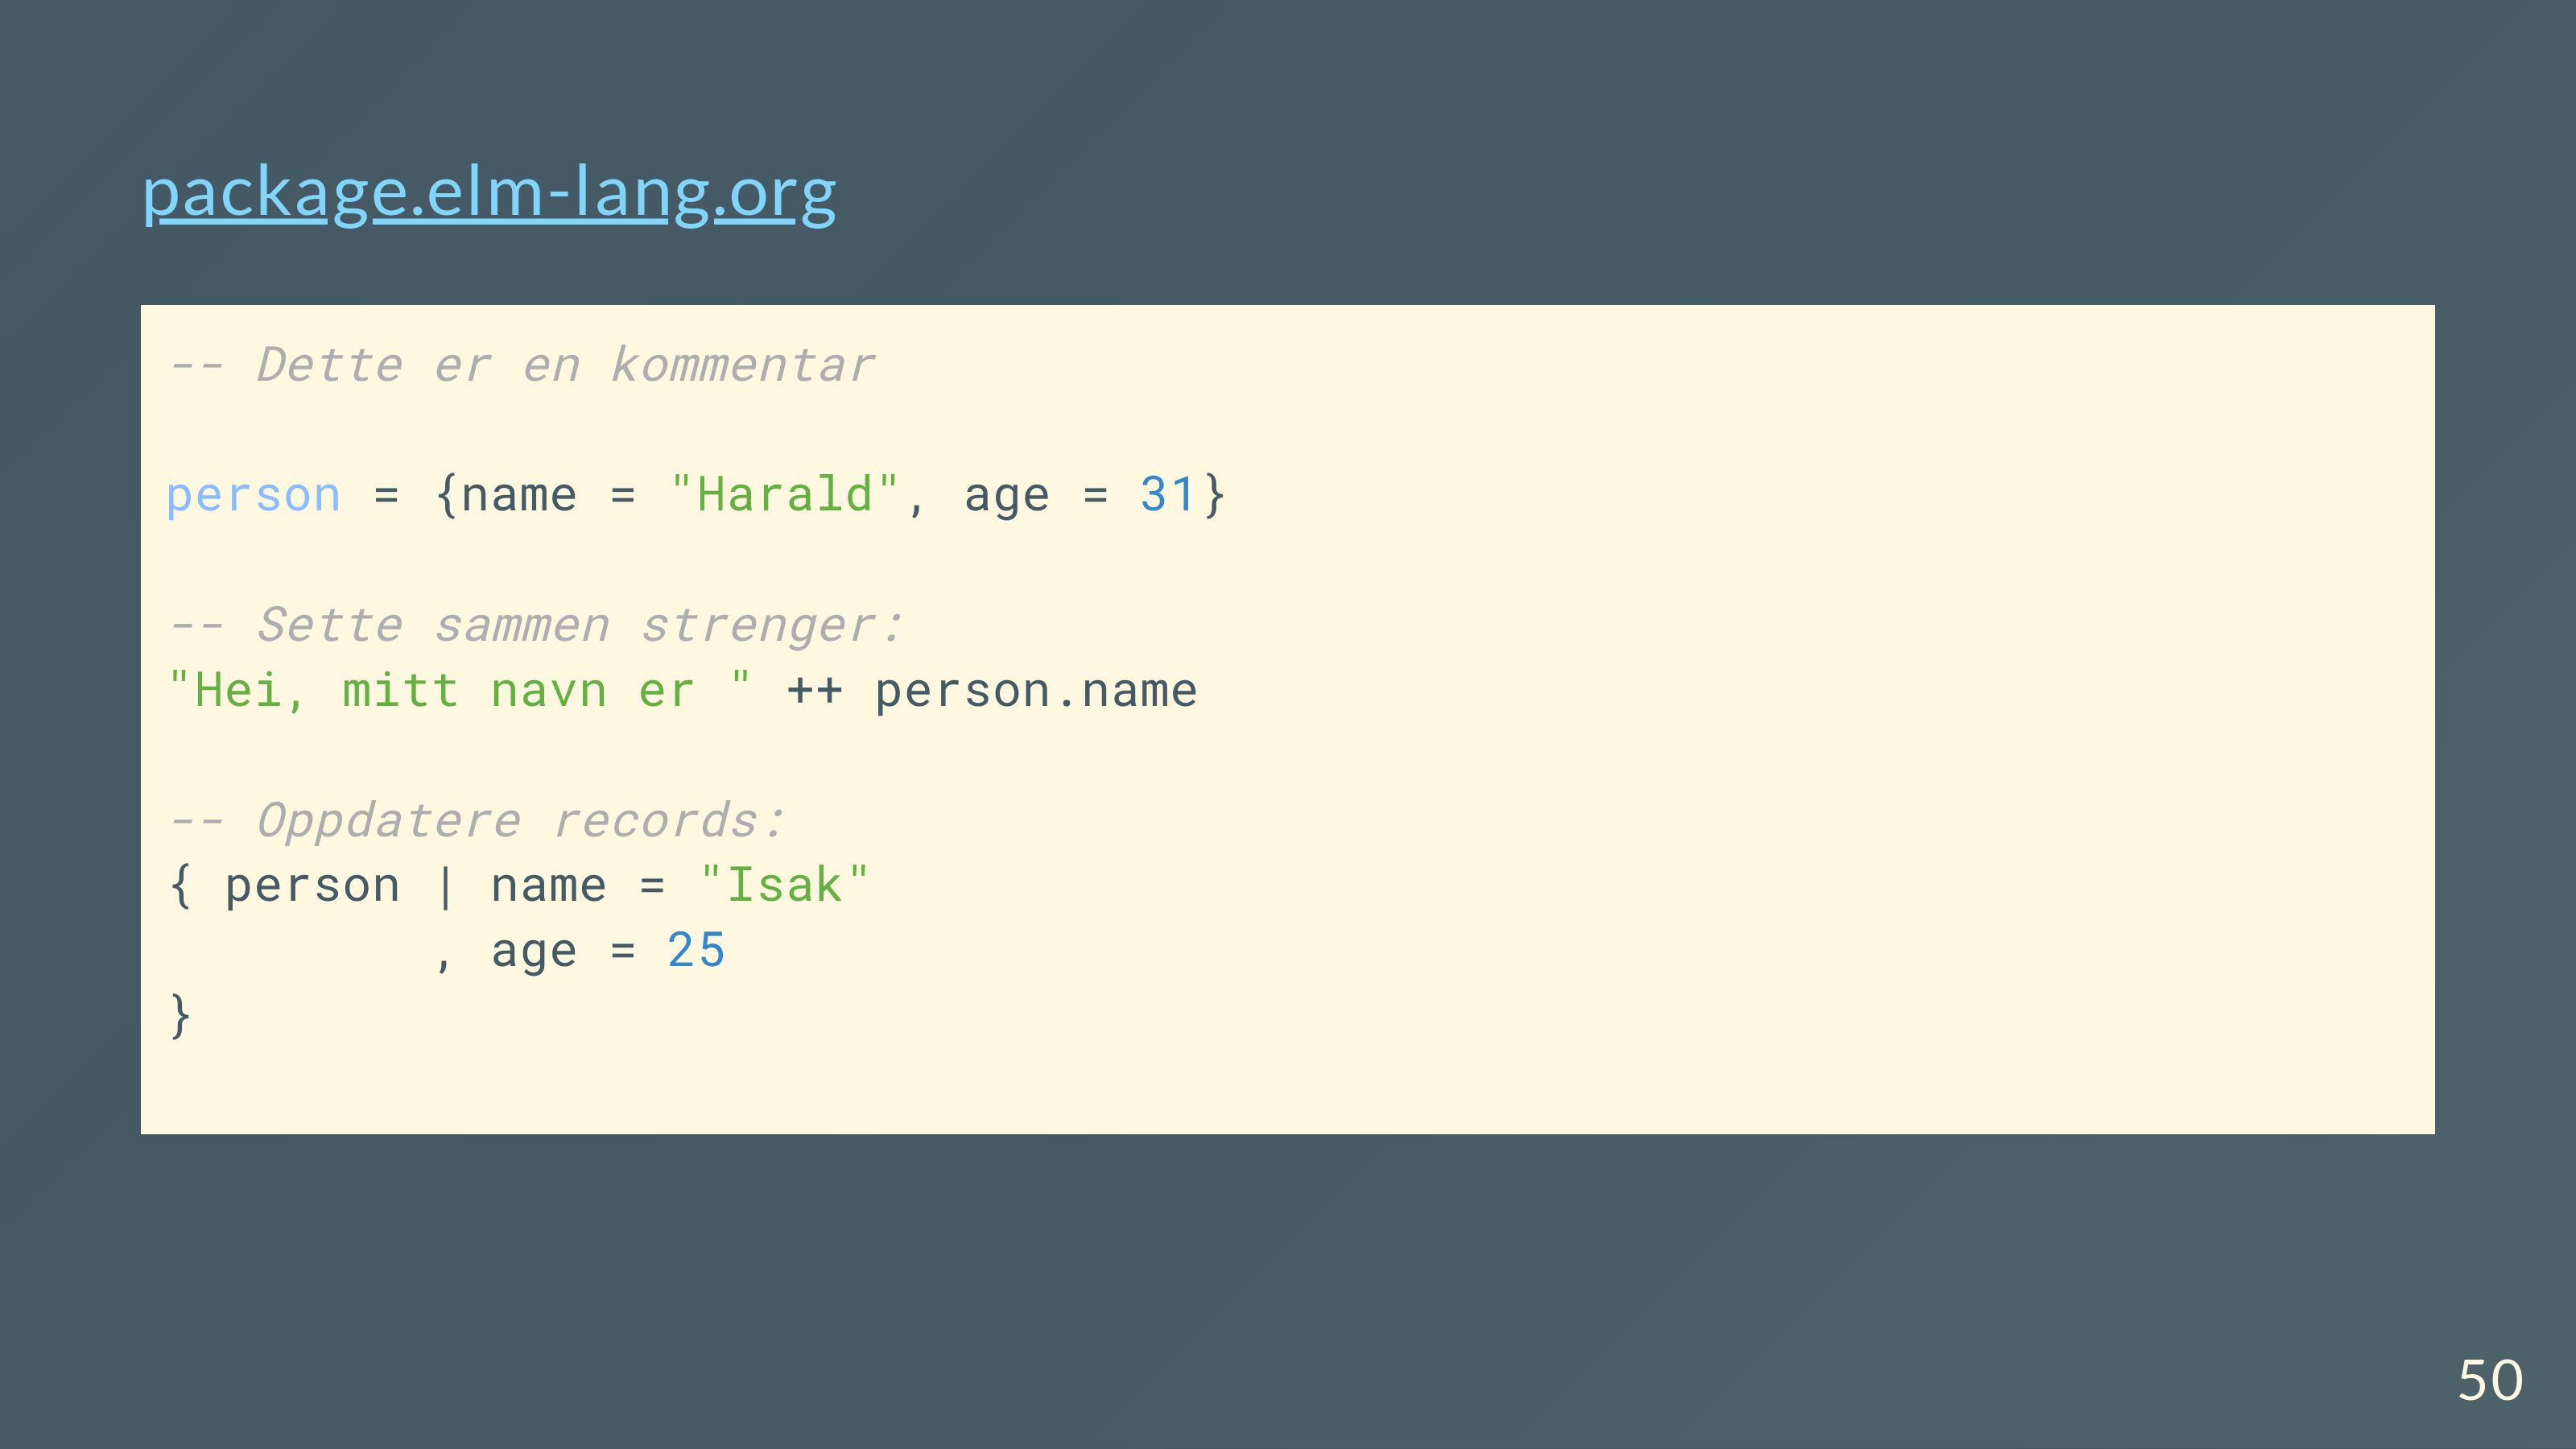 package.elm-lang.org
-- Dette er en kommentar
person = {name = "Harald", age = 31}
-- Sette sammen strenger:
"Hei, mitt navn er " ++ person.name
-- Oppdatere records:
{ person | name = "Isak"
         , age = 25
}
50